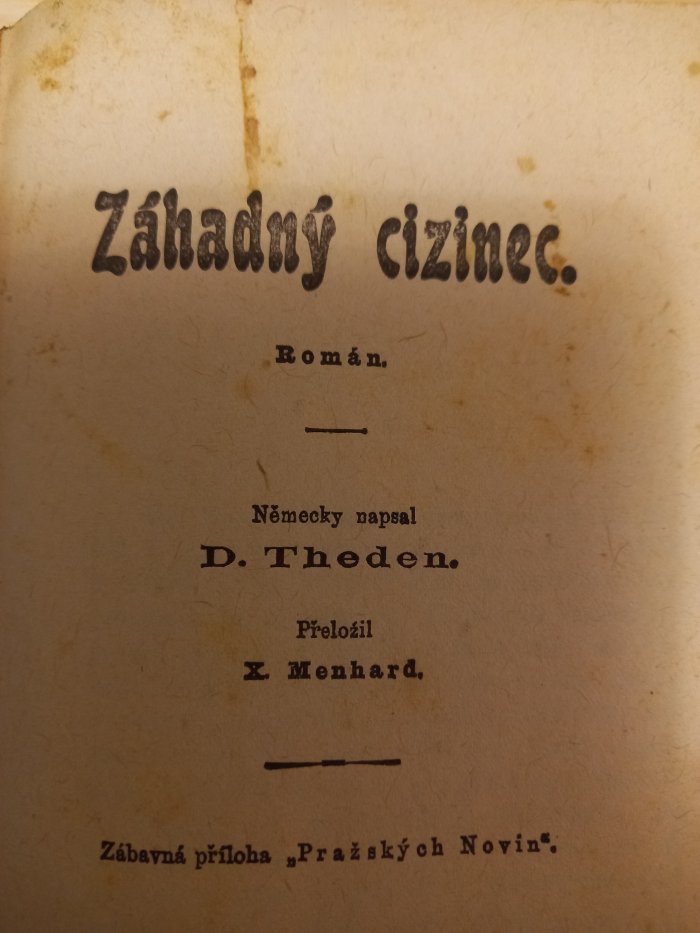 Záhadný cizinec.
Román.
Německy napsal
D. Theden.
Přeložil
X. Menhard.
Zábavná příloha „Pražských Novin“.